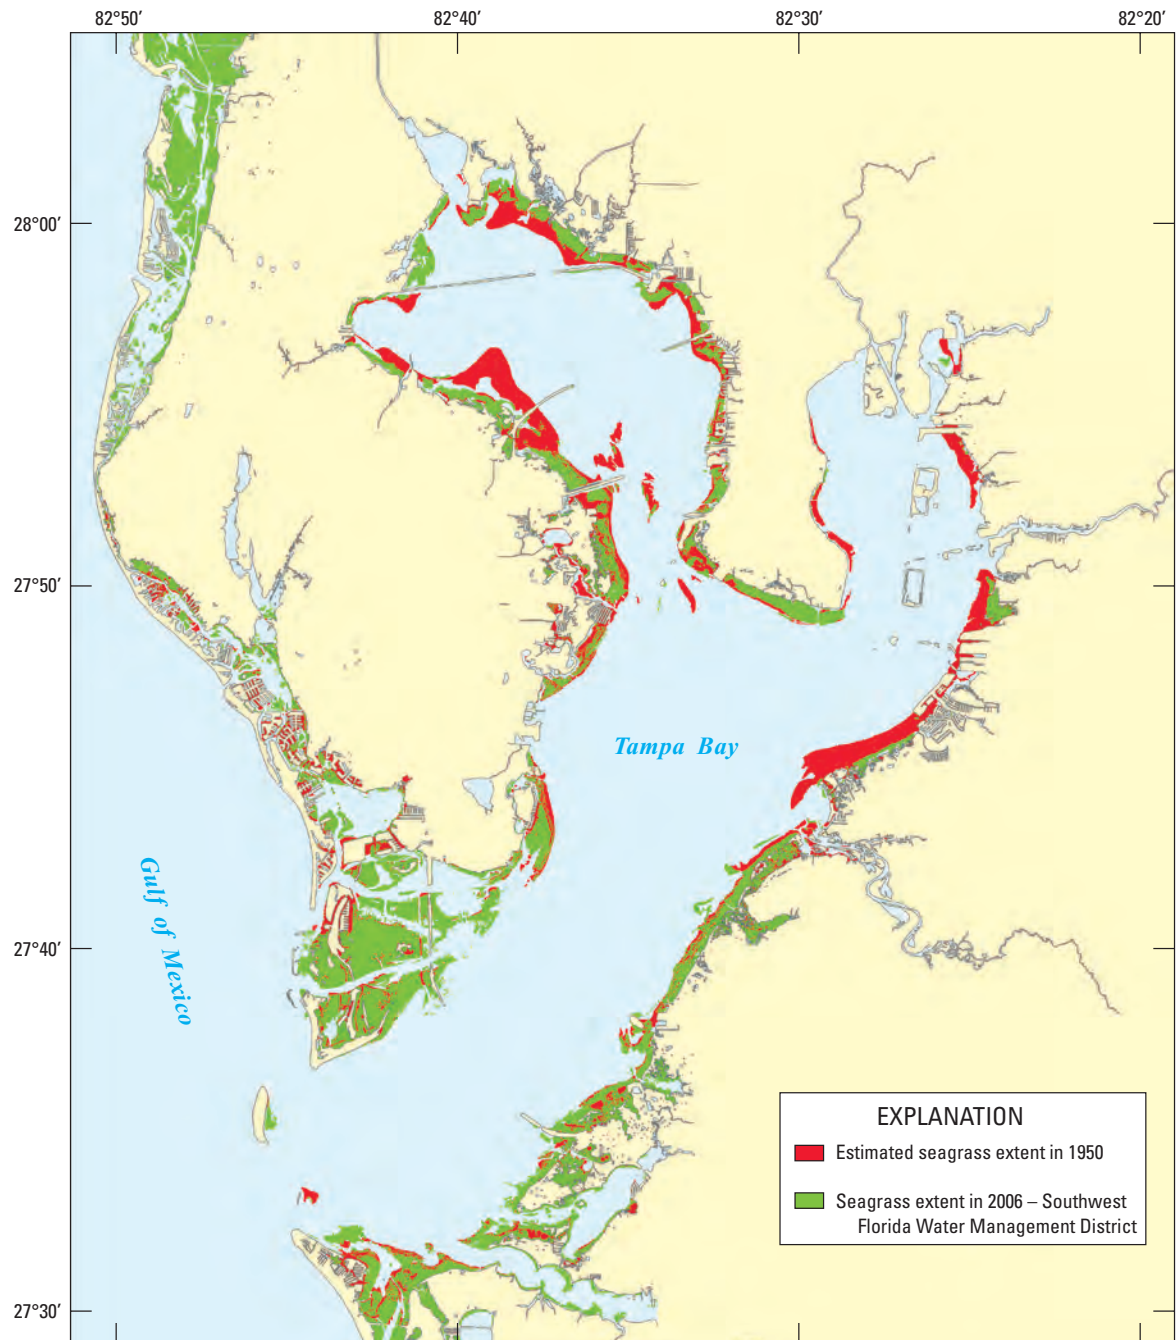 82°50′ 82°40′ 82°30′ 82°20′
28°00′
27°50′
Tampa Bay
Gulf of Mexico
27°40′
EXPLANATION
Estimated seagrass extent in 1950
Seagrass extent in 2006 – Southwest
Florida Water Management District
27°30′